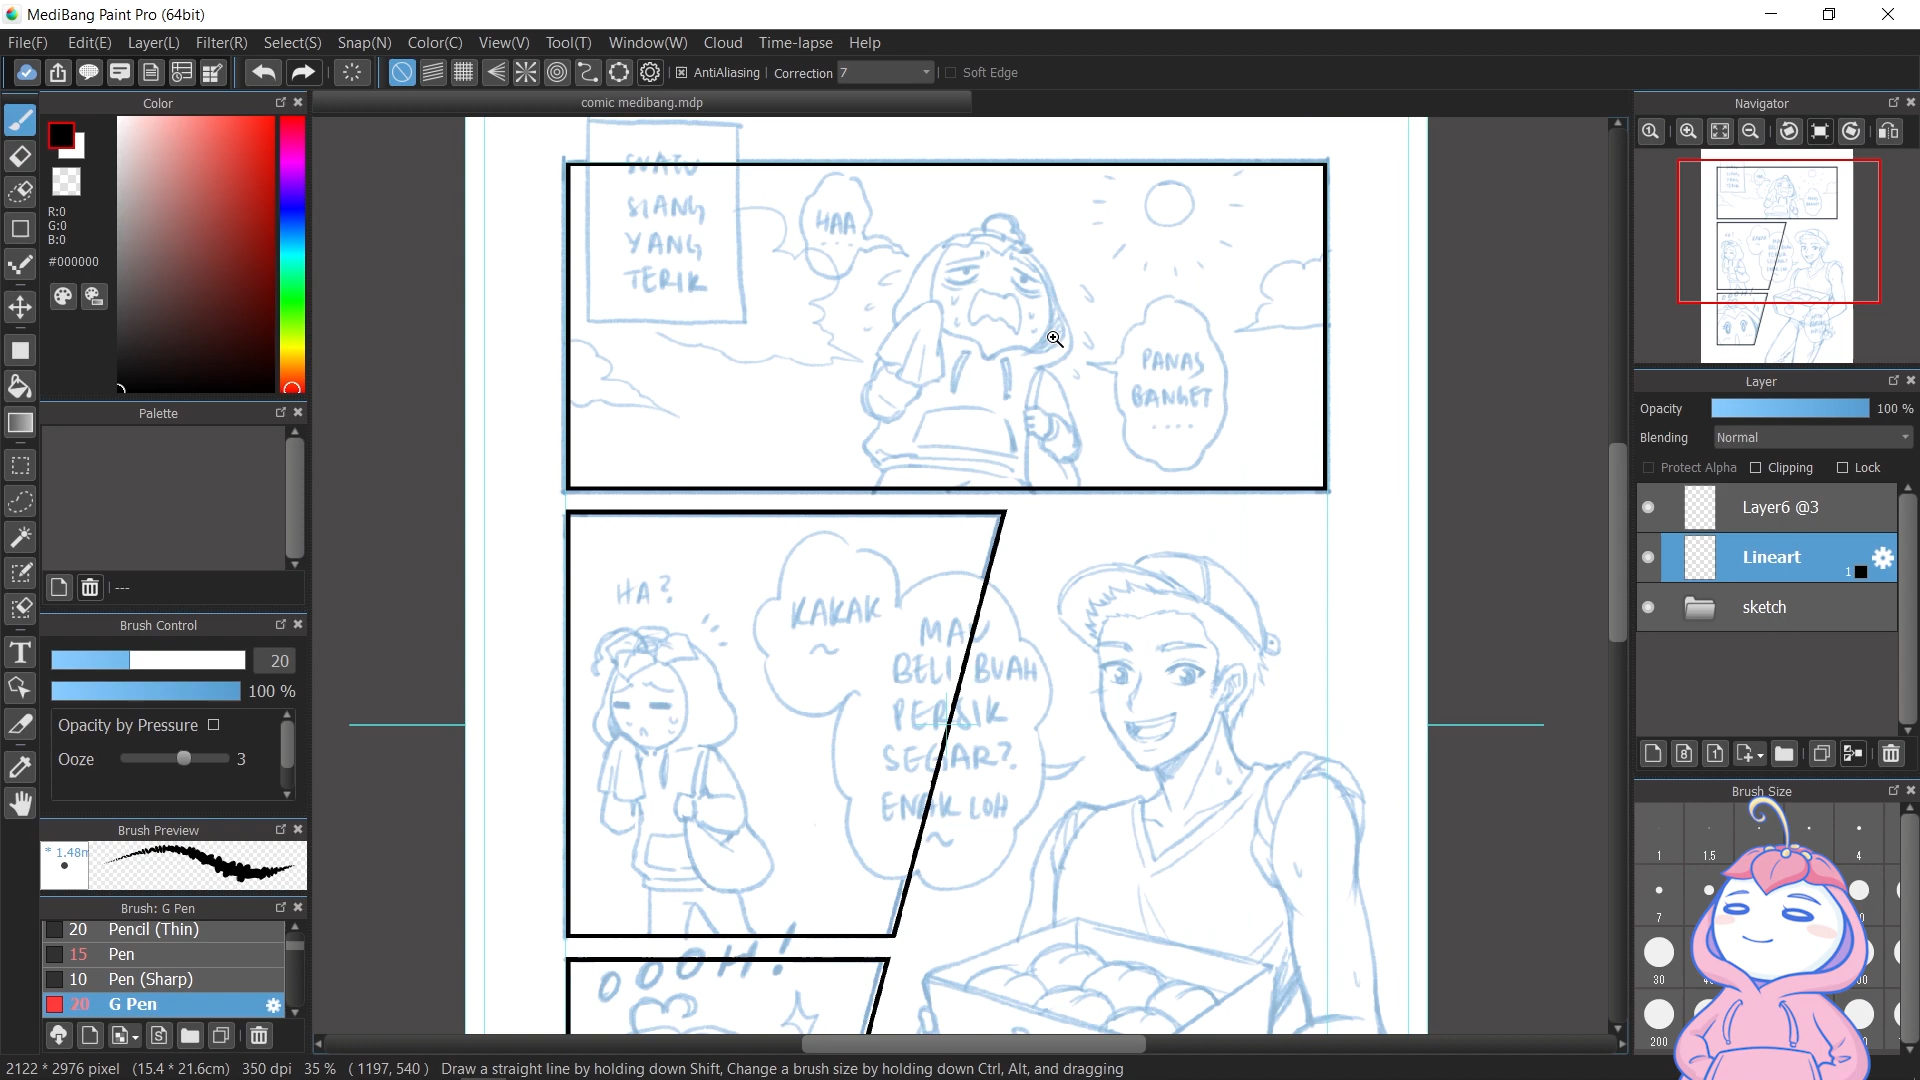 MediBang Paint Pro (64bit)
File(F) Edit(E) Layer(L) Filter(R) Select(S) Snap(N) Color(C) View(V) Tool(T) Window(W) Cloud Time-lapse Help
AntiAliasing Correction 7 Soft Edge
Color
comic medibang.mdp
Navigator
R:0
G:0
B:0
#000000
Palette
---
Brush Control
20
100 %
Opacity by Pressure
Ooze 3
Brush Preview
Brush: G Pen
20 Pencil (Thin)
15 Pen
10 Pen (Sharp)
20 G Pen
SUATU
SIANG
YANG
TERIK
HAA
....
PANAS
BANGET
....
HA?
KAKAK
~
MAU
BELI BUAH
PERSIK
SEGAR?
ENAK LOH
~
OOOH!
Layer
Opacity 100 %
Blending Normal
Protect Alpha Clipping Lock
Layer6 @3
Lineart
1
sketch
Brush Size
1 1.5 4
7
30
200
2122 * 2976 pixel (15.4 * 21.6cm) 350 dpi 35 % ( 1197, 540 ) Draw a straight line by holding down Shift, Change a brush size by holding down Ctrl, Alt, and dragging